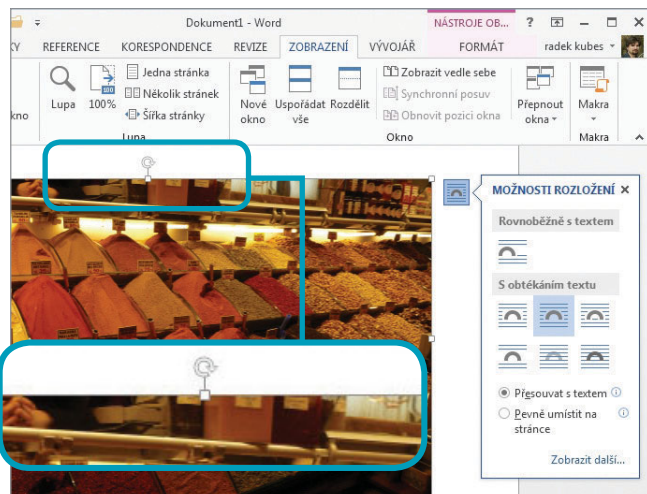 Dokument1 - Word
NÁSTROJE OB...
?
KY REFERENCE KORESPONDENCE REVIZE ZOBRAZENÍ VÝVOJÁŘ FORMÁT radek kubes
Lupa
100%
100
Jedna stránka
Několik stránek
Šířka stránky
Lupa
kno
Nové okno
Uspořádat vše
Rozdělit
Zobrazit vedle sebe
Synchronní posuv
Obnovit pozici okna
Okno
Přepnout okna
Makra
Makra
MOŽNOSTI ROZLOŽENÍ
Rovnoběžně s textem
S obtékáním textu
Přesouvat s textem
Pevně umístit na
stránce
Zobrazit další...